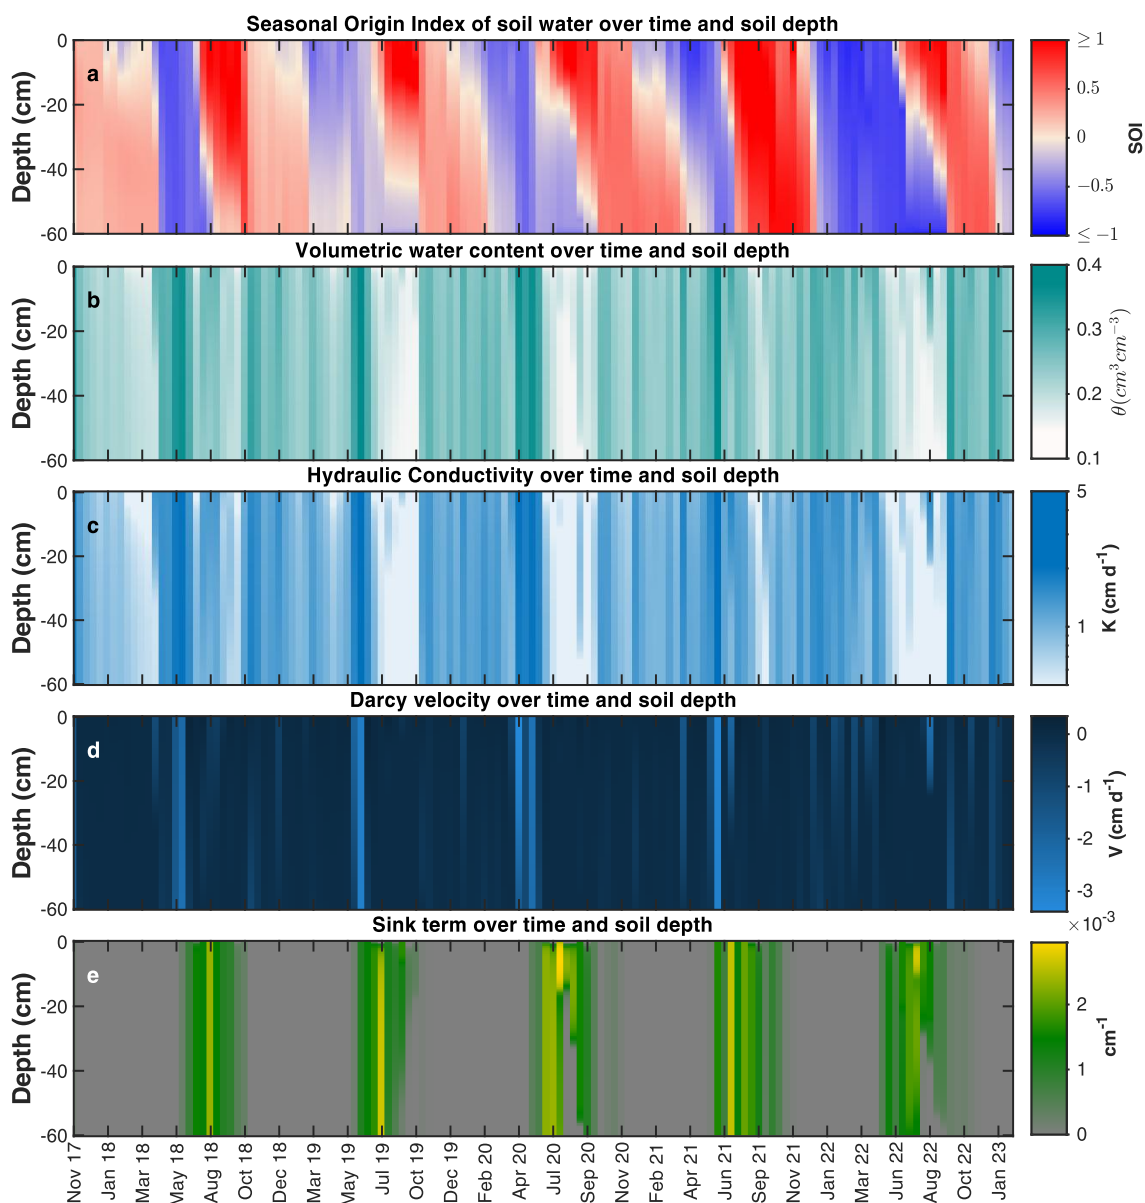 Seasonal Origin Index of soil water over time and soil depth
a
Depth (cm)
0
-20
-40
-60
≥ 1
0.5
0
−0.5
≤ −1
SOI
Volumetric water content over time and soil depth
b
Depth (cm)
0
-20
-40
-60
0.4
0.3
0.2
0.1
θ(cm³cm⁻³)
Hydraulic Conductivity over time and soil depth
c
Depth (cm)
0
-20
-40
-60
5
1
K (cm d⁻¹)
Darcy velocity over time and soil depth
d
Depth (cm)
0
-20
-40
-60
0
-1
-2
-3
V (cm d⁻¹)
Sink term over time and soil depth
e
Depth (cm)
0
-20
-40
-60
×10⁻³
2
1
0
cm⁻¹
Nov 17
Jan 18
Mar 18
May 18
Aug 18
Oct 18
Dec 18
Mar 19
May 19
Jul 19
Oct 19
Dec 19
Feb 20
Apr 20
Jul 20
Sep 20
Nov 20
Feb 21
Apr 21
Jun 21
Sep 21
Nov 21
Jan 22
Mar 22
Jun 22
Aug 22
Oct 22
Jan 23